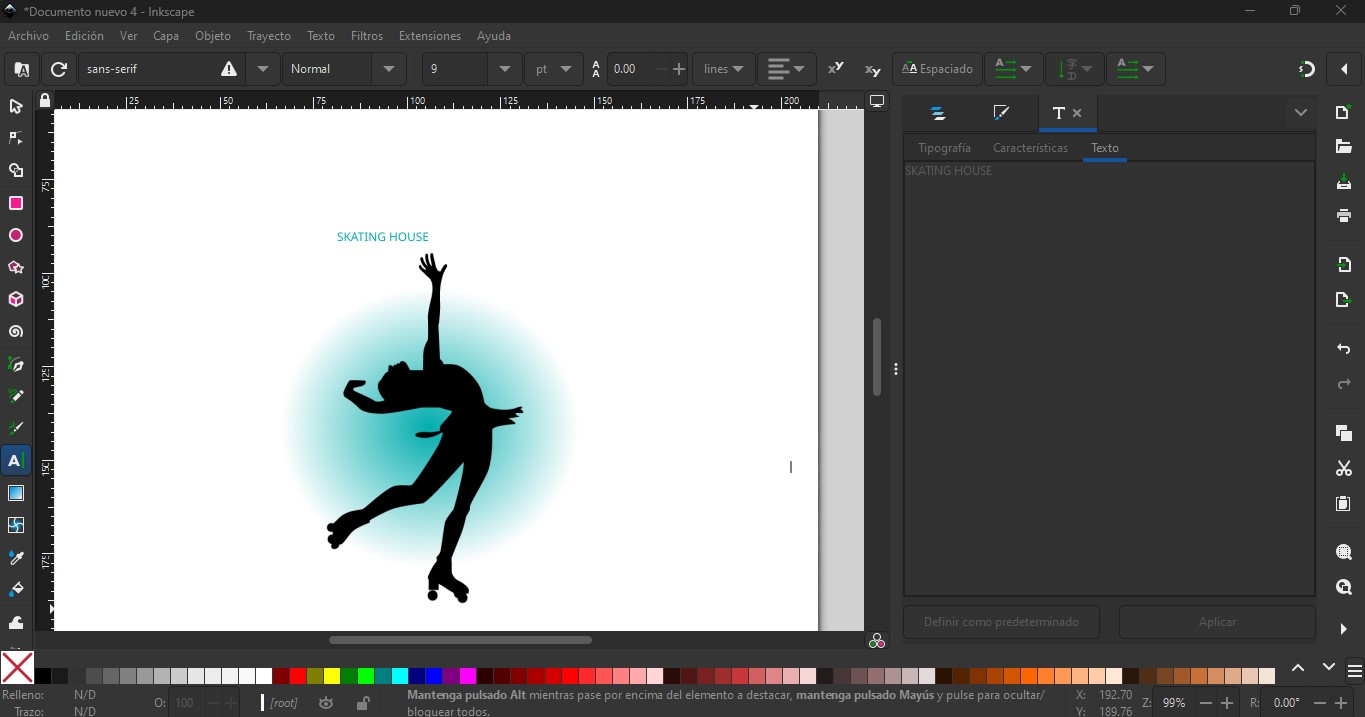 *Documento nuevo 4 - Inkscape
Archivo Edición Ver Capa Objeto Trayecto Texto Filtros Extensiones Ayuda
sans-serif Normal 9 pt 0.00 lines Espaciado
25 50 75 100 125 150 175 200
Tipografía Características Texto
SKATING HOUSE
75
100
125
150
175
SKATING HOUSE
Definir como predeterminado Aplicar
Relleno: N/D O: 100 [root] Mantenga pulsado Alt mientras pase por encima del elemento a destacar, mantenga pulsado Mayús y pulse para ocultar/ X: 192.70 Z: 99% R: 0.00°
Trazo: N/D bloquear todos. Y: 189.76